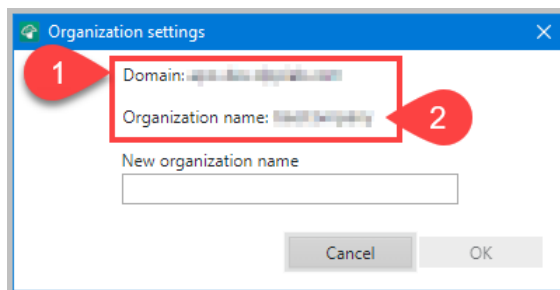 Organization settings
1
Domain:
Organization name:
2
New organization name
Cancel
OK